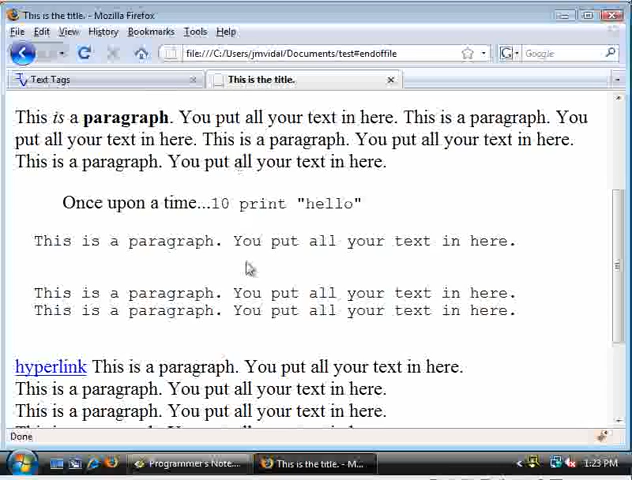 This is the title. - Mozilla Firefox
File Edit View History Bookmarks Tools Help
file:///C:/Users/jmvidal/Documents/test#endoffile
Google
Text Tags
This is the title.
This is a paragraph. You put all your text in here. This is a paragraph. You
put all your text in here. This is a paragraph. You put all your text in here.
This is a paragraph. You put all your text in here.
Once upon a time...10 print "hello"
This is a paragraph. You put all your text in here.
This is a paragraph. You put all your text in here.
This is a paragraph. You put all your text in here.
hyperlink This is a paragraph. You put all your text in here.
This is a paragraph. You put all your text in here.
This is a paragraph. You put all your text in here.
Done
Programmer's Note...
This is the title. - M...
1:23 PM